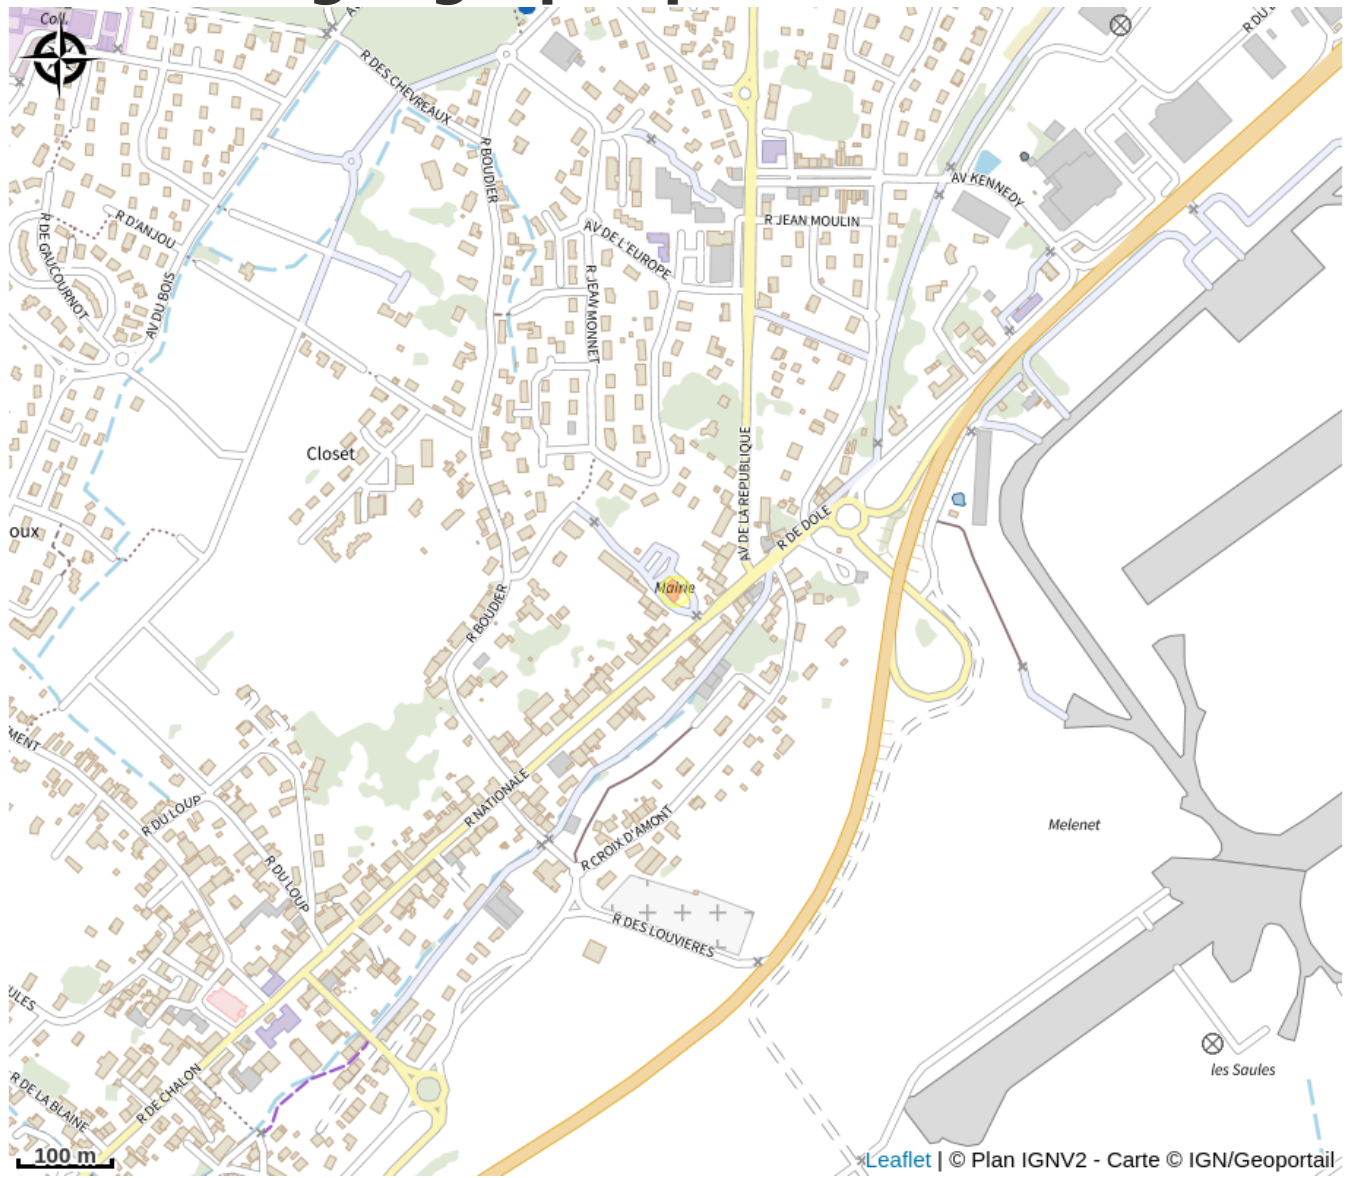 Coll.
R DES CHEVREAUX
R BOUDIER
AV KENNEDY
R JEAN MOULIN
R D'ANJOU
R DE GAUCOURNOT
AV DE L'EUROPE
AV DU BOIS
R JEAN MONNET
Closet
AV DE LA REPUBLIQUE
R DE DOLE
oux
Mairie
R BOUDIER
MENT
R NATIONALE
R DU LOUP
R CROIX D'AMONT
Melenet
R DU LOUP
R DES LOUVIERES
ULES
les Saules
R DE LA BLAINE
R DE CHALON
100 m
Leaflet | © Plan IGNV2 - Carte © IGN/Geoportail